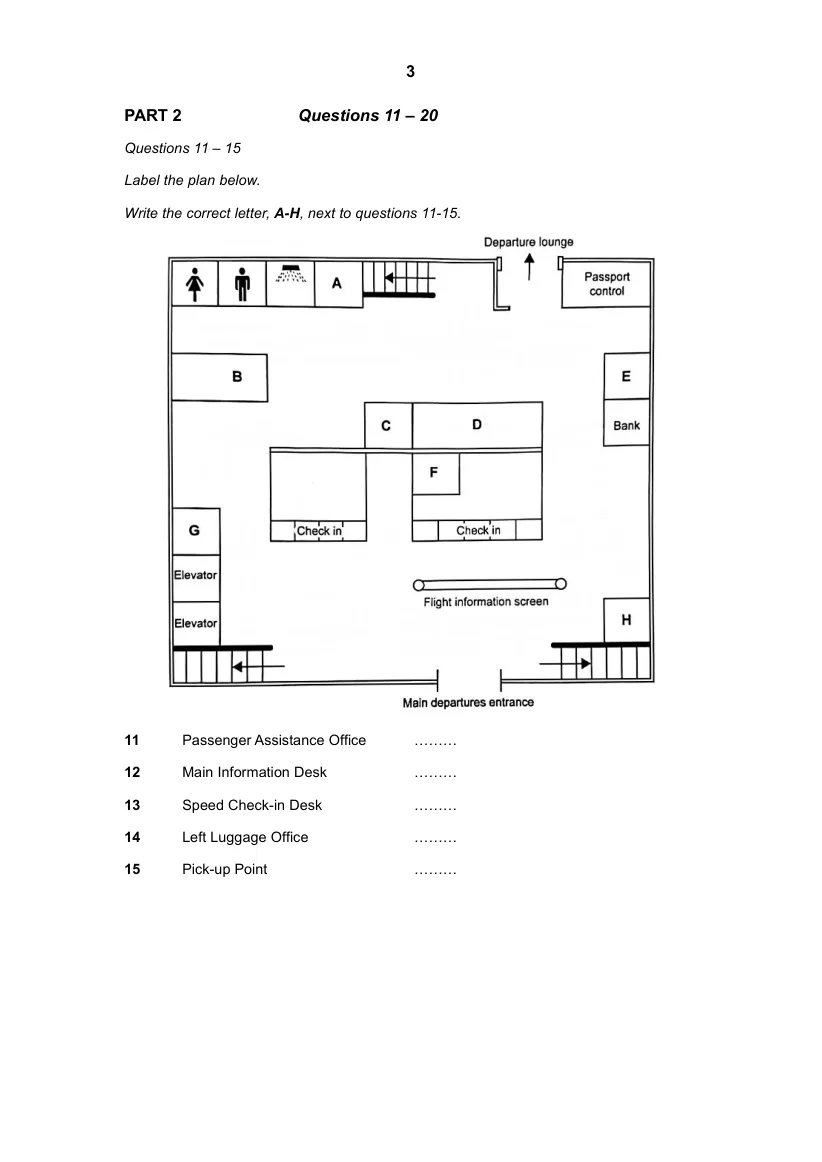 3
PART 2 Questions 11 – 20
Questions 11 – 15
Label the plan below.
Write the correct letter, A-H, next to questions 11-15.
Departure lounge
A
Passport
control
B
E
C
D
Bank
F
G
Check in
Check in
Elevator
Flight information screen
Elevator
H
Main departures entrance
11 Passenger Assistance Office ………
12 Main Information Desk ………
13 Speed Check-in Desk ………
14 Left Luggage Office ………
15 Pick-up Point ………